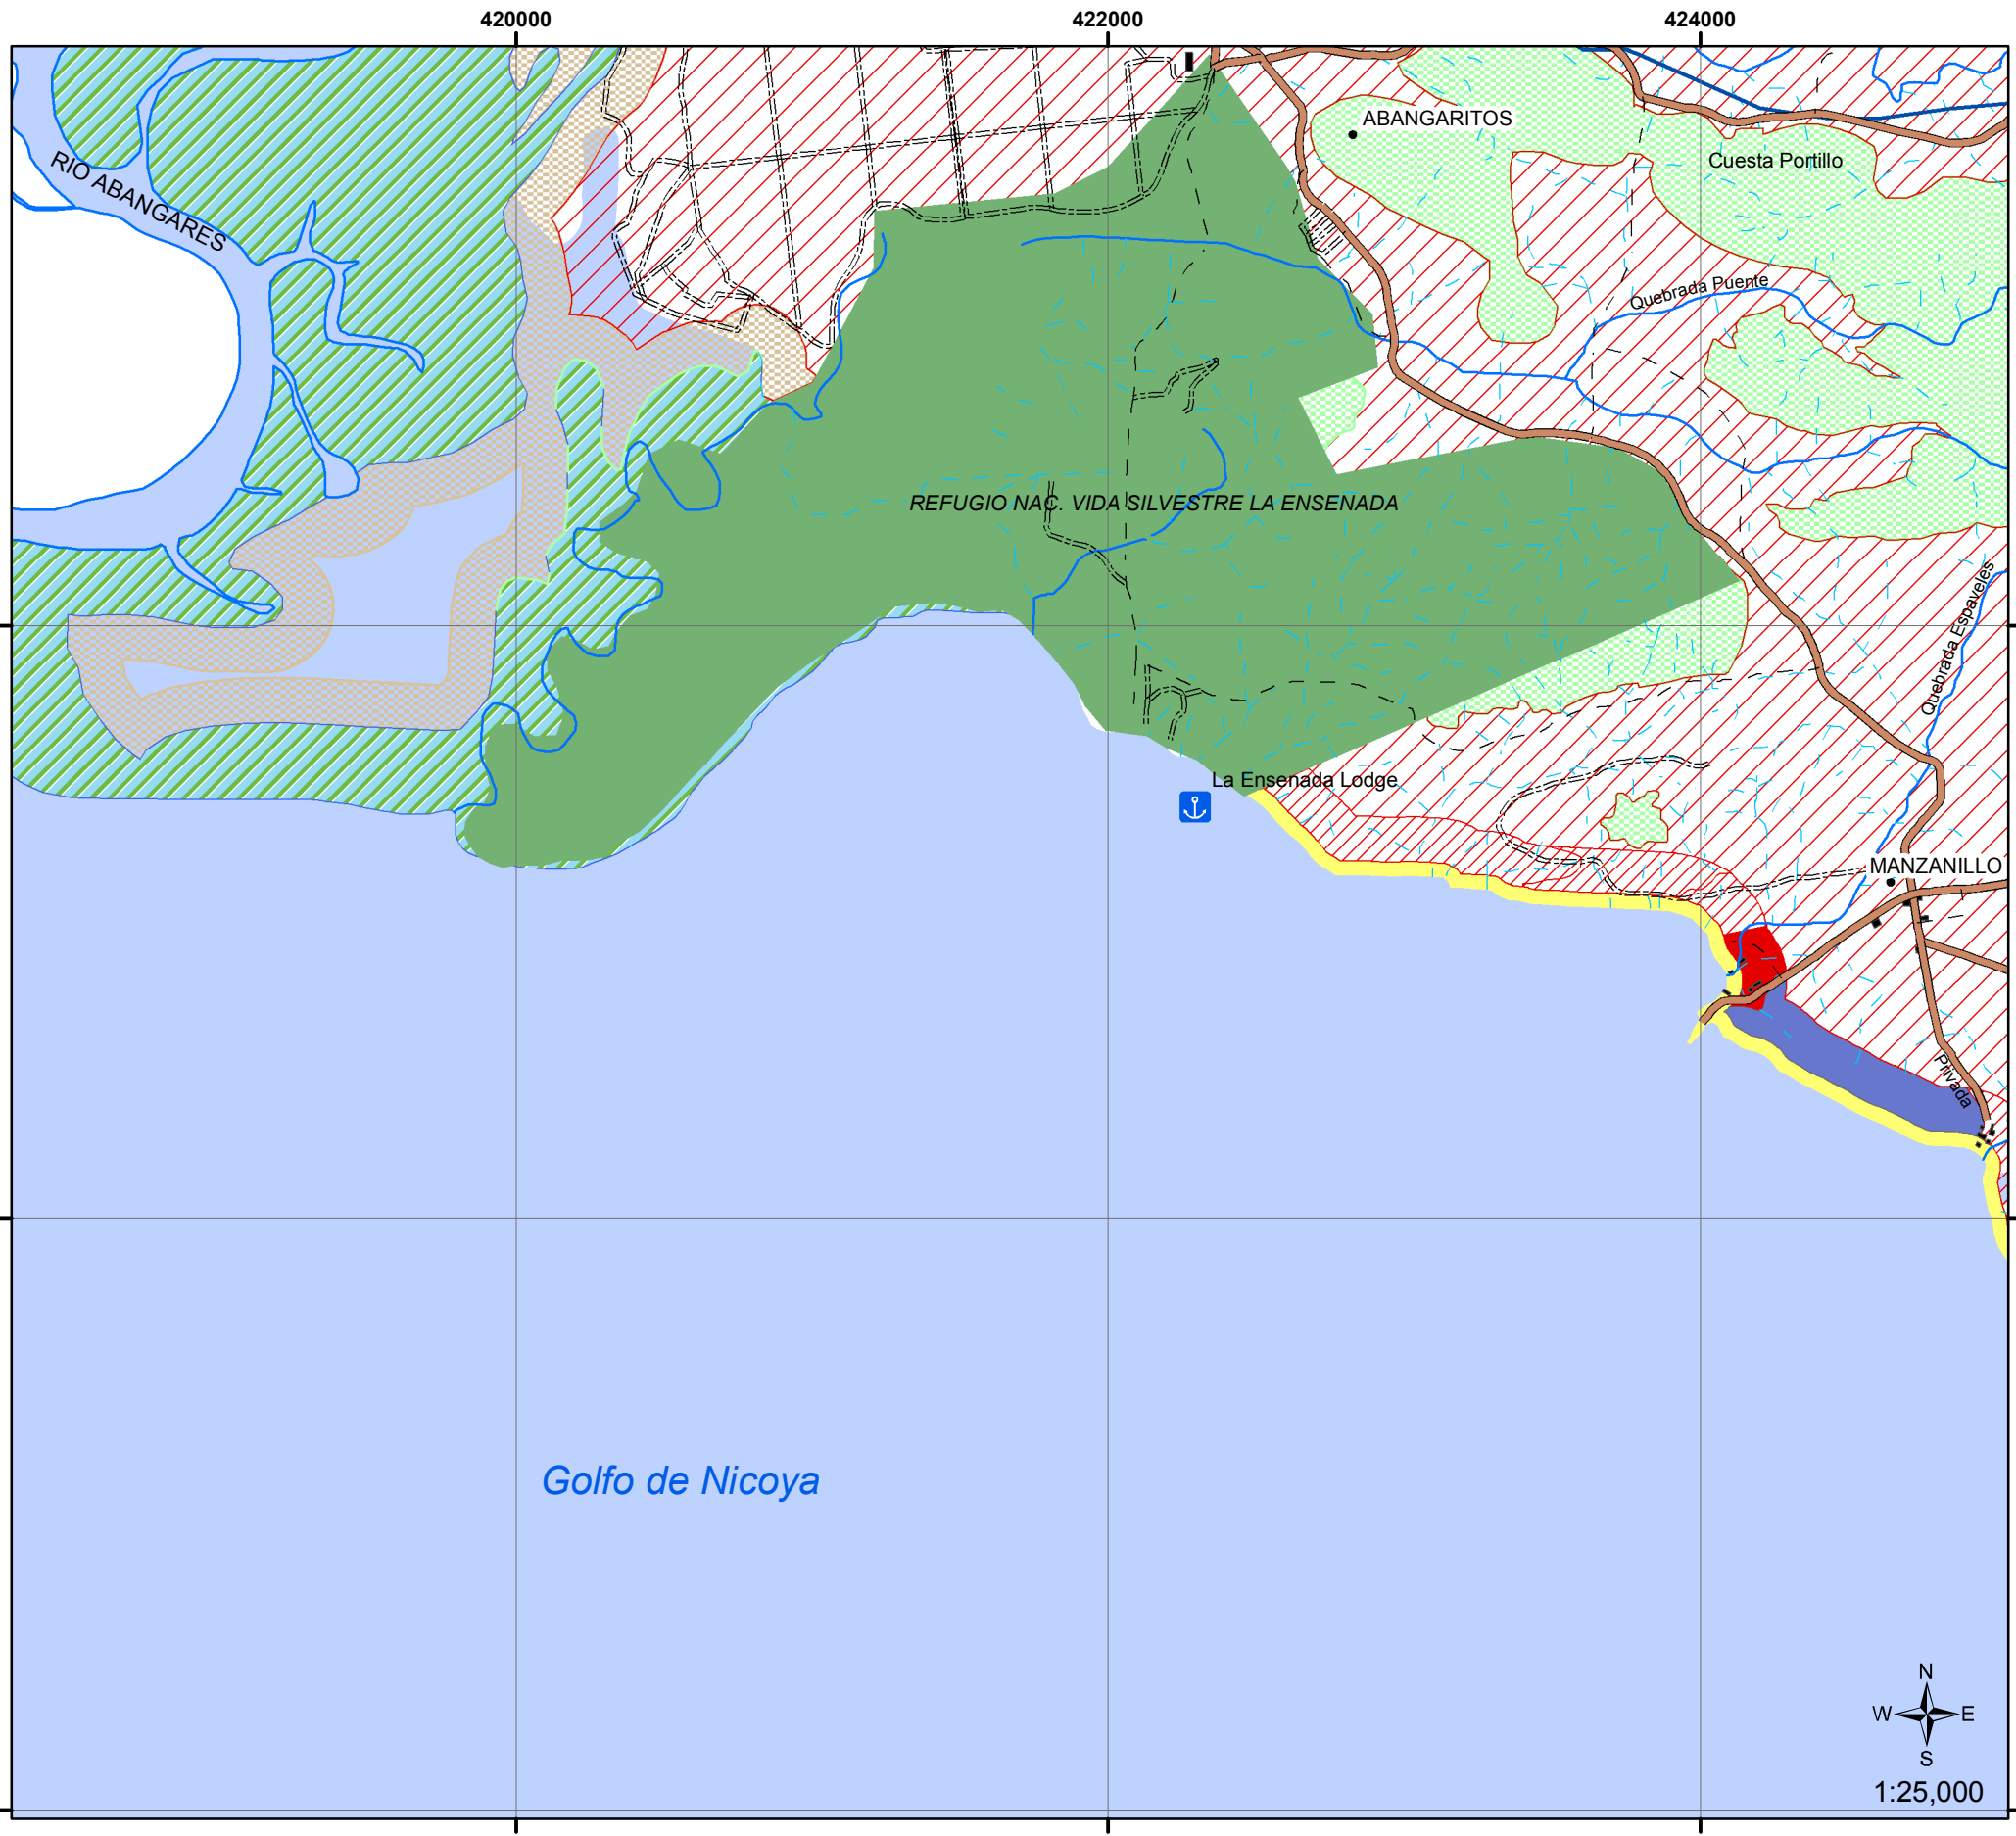 420000
422000
424000
ABANGARITOS
Cuesta Portillo
RIO ABANGARES
Quebrada Puente
REFUGIO NAC. VIDA SILVESTRE LA ENSENADA
Quebrada Espaveles
La Ensenada Lodge
MANZANILLO
Privada
Golfo de Nicoya
N
W E
S
1:25,000